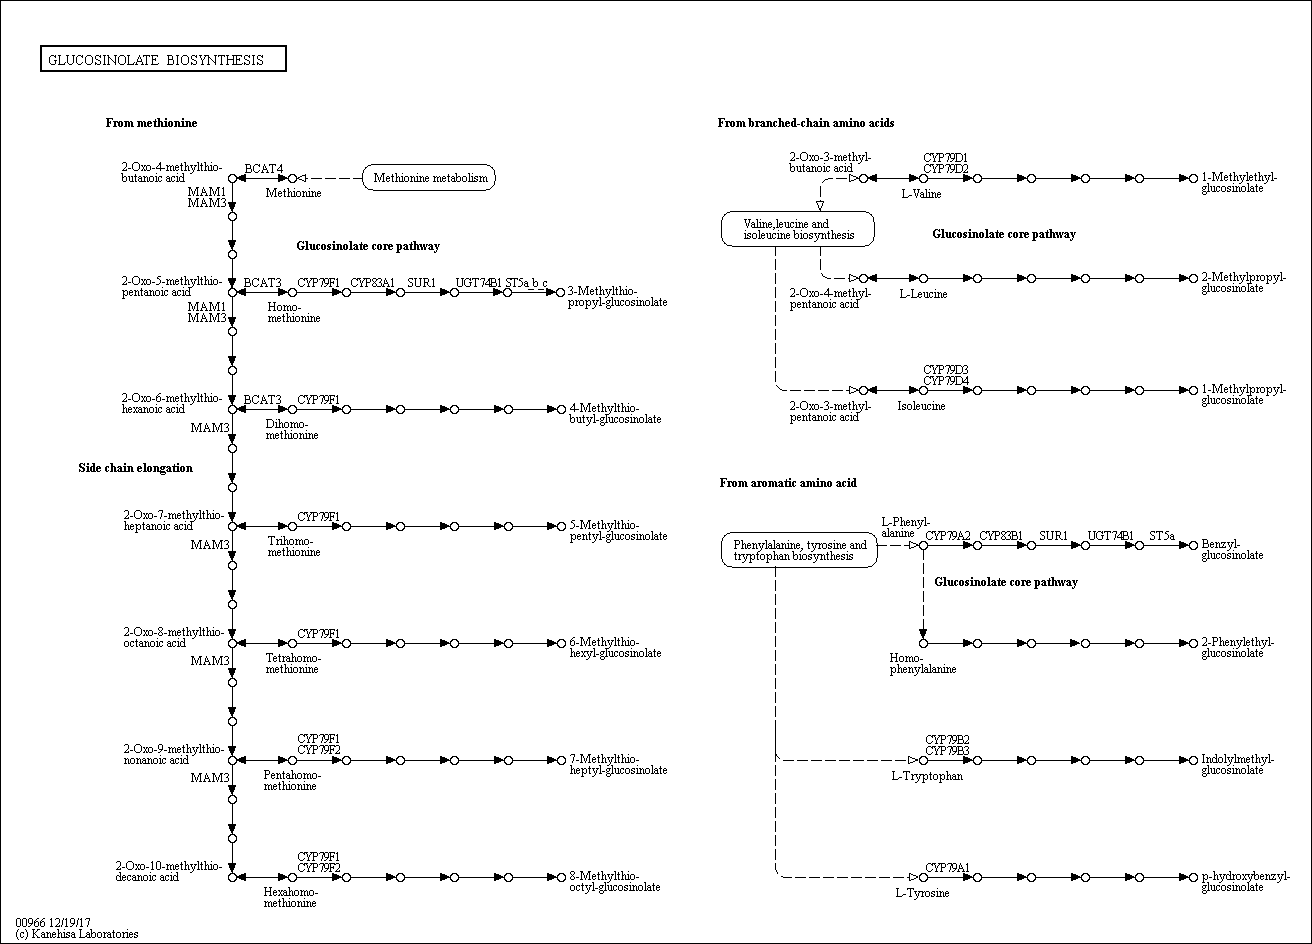 GLUCOSINOLATE BIOSYNTHESIS
From methionine
2-Oxo-4-methylthio-
butanoic acid
BCAT4
Methionine
Methionine metabolism
MAM1
MAM3
Glucosinolate core pathway
2-Oxo-5-methylthio-
pentanoic acid
BCAT3
CYP79F1
CYP83A1
SUR1
UGT74B1
ST5a b c
Homo-
methionine
3-Methylthio-
propyl-glucosinolate
MAM1
MAM3
2-Oxo-6-methylthio-
hexanoic acid
BCAT3
CYP79F1
Dihomo-
methionine
4-Methylthio-
butyl-glucosinolate
MAM3
Side chain elongation
2-Oxo-7-methylthio-
heptanoic acid
CYP79F1
Trihomo-
methionine
5-Methylthio-
pentyl-glucosinolate
MAM3
2-Oxo-8-methylthio-
octanoic acid
CYP79F1
Tetrahomo-
methionine
6-Methylthio-
hexyl-glucosinolate
MAM3
2-Oxo-9-methylthio-
nonanoic acid
CYP79F1
CYP79F2
Pentahomo-
methionine
7-Methylthio-
heptyl-glucosinolate
MAM3
2-Oxo-10-methylthio-
decanoic acid
CYP79F1
CYP79F2
Hexahomo-
methionine
8-Methylthio-
octyl-glucosinolate
From branched-chain amino acids
2-Oxo-3-methyl-
butanoic acid
CYP79D1
CYP79D2
L-Valine
1-Methylethyl-
glucosinolate
Valine,leucine and
isoleucine biosynthesis
Glucosinolate core pathway
2-Oxo-4-methyl-
pentanoic acid
L-Leucine
2-Methylpropyl-
glucosinolate
CYP79D3
CYP79D4
2-Oxo-3-methyl-
pentanoic acid
Isoleucine
1-Methylpropyl-
glucosinolate
From aromatic amino acid
Phenylalanine, tyrosine and
tryptophan biosynthesis
L-Phenyl-
alanine
CYP79A2
CYP83B1
SUR1
UGT74B1
ST5a
Benzyl-
glucosinolate
Glucosinolate core pathway
Homo-
phenylalanine
2-Phenylethyl-
glucosinolate
CYP79B2
CYP79B3
L-Tryptophan
Indolylmethyl-
glucosinolate
CYP79A1
L-Tyrosine
p-hydroxybenzyl-
glucosinolate
00966 12/19/17
(c) Kanehisa Laboratories